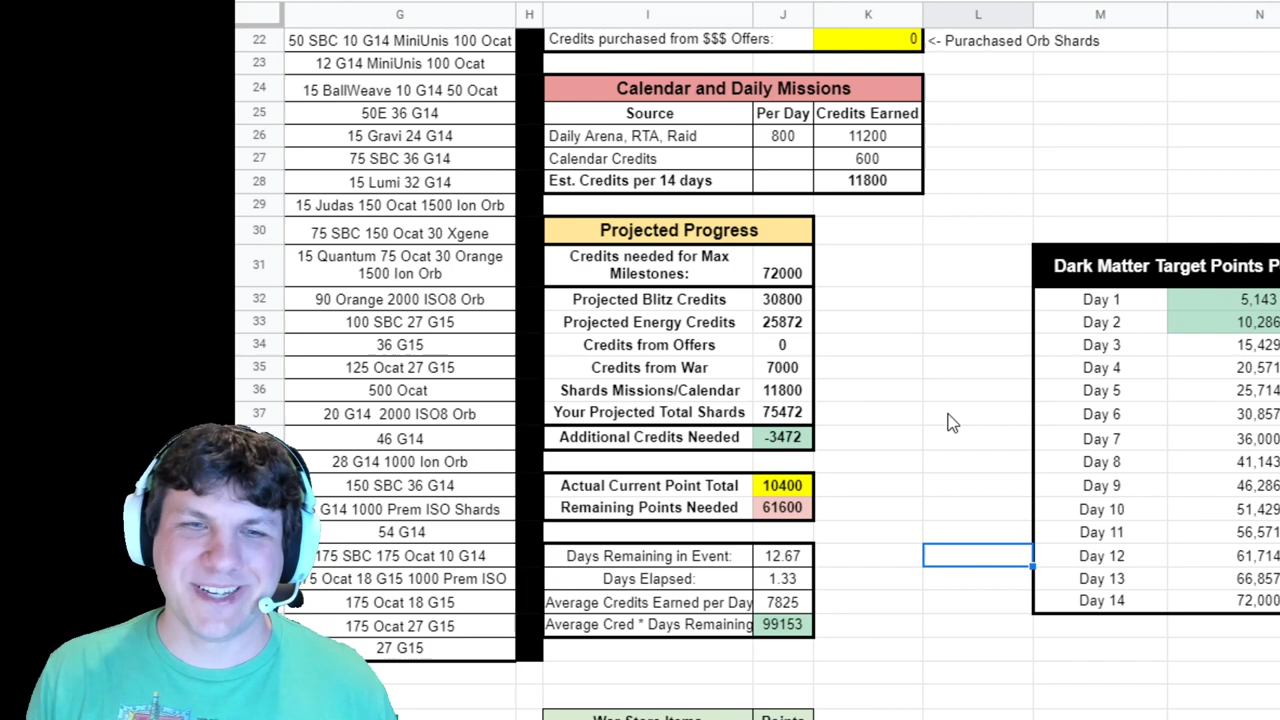 G H I J K L M N
22 50 SBC 10 G14 MiniUnis 100 Ocat Credits purchased from $$$ Offers: 0 <- Purachased Orb Shards
23 12 G14 MiniUnis 100 Ocat
24 15 BallWeave 10 G14 50 Ocat Calendar and Daily Missions
25 50E 36 G14 Source Per Day Credits Earned
26 15 Gravi 24 G14 Daily Arena, RTA, Raid 800 11200
27 75 SBC 36 G14 Calendar Credits 600
28 15 Lumi 32 G14 Est. Credits per 14 days 11800
29 15 Judas 150 Ocat 1500 Ion Orb
30 75 SBC 150 Ocat 30 Xgene Projected Progress
31 15 Quantum 75 Ocat 30 Orange Credits needed for Max Dark Matter Target Points P
1500 Ion Orb Milestones: 72000
32 90 Orange 2000 ISO8 Orb Projected Blitz Credits 30800 Day 1 5,143
33 100 SBC 27 G15 Projected Energy Credits 25872 Day 2 10,286
34 36 G15 Credits from Offers 0 Day 3 15,429
35 125 Ocat 27 G15 Credits from War 7000 Day 4 20,571
36 500 Ocat Shards Missions/Calendar 11800 Day 5 25,714
37 20 G14 2000 ISO8 Orb Your Projected Total Shards 75472 Day 6 30,857
46 G14 Additional Credits Needed -3472 Day 7 36,000
28 G14 1000 Ion Orb Day 8 41,143
150 SBC 36 G14 Actual Current Point Total 10400 Day 9 46,286
G14 1000 Prem ISO Shards Remaining Points Needed 61600 Day 10 51,429
54 G14 Day 11 56,571
175 SBC 175 Ocat 10 G14 Days Remaining in Event: 12.67 Day 12 61,714
5 Ocat 18 G15 1000 Prem ISO Days Elapsed: 1.33 Day 13 66,857
175 Ocat 18 G15 Average Credits Earned per Day 7825 Day 14 72,000
175 Ocat 27 G15 Average Cred * Days Remaining 99153
27 G15
War Store Items Points